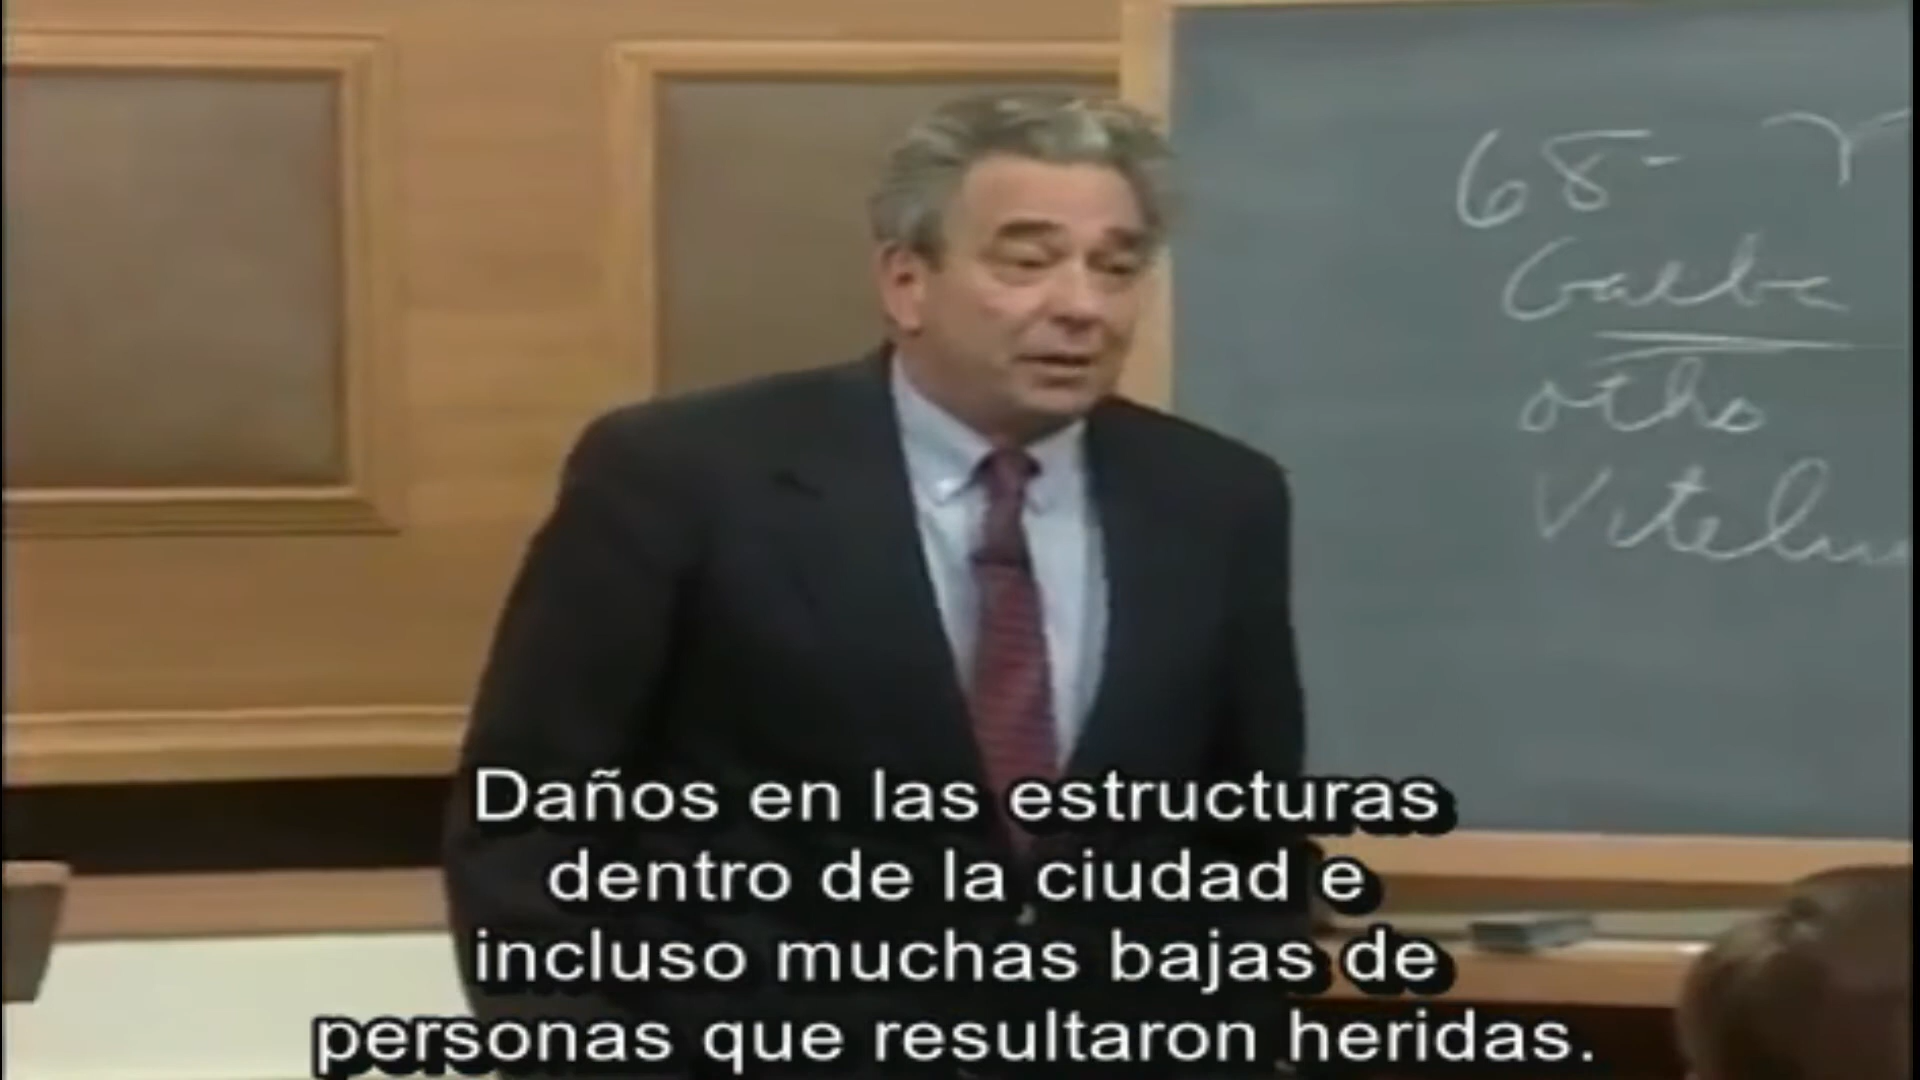 68-
Galba
otho
Daños en las estructuras
dentro de la ciudad e
incluso muchas bajas de
personas que resultaron heridas.